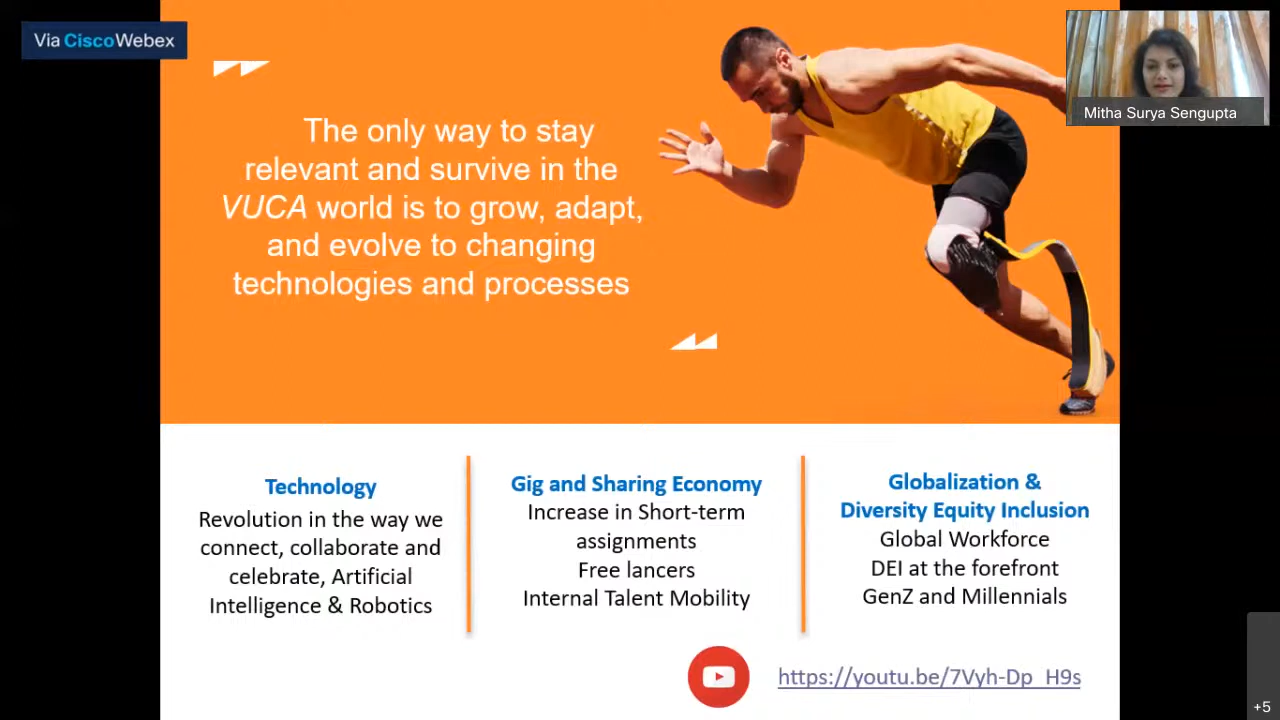 Via CiscoWebex
Mitha Surya Sengupta
The only way to stay
relevant and survive in the
VUCA world is to grow, adapt,
and evolve to changing
technologies and processes
Technology
Revolution in the way we
connect, collaborate and
celebrate, Artificial
Intelligence & Robotics
Gig and Sharing Economy
Increase in Short-term
assignments
Free lancers
Internal Talent Mobility
Globalization &
Diversity Equity Inclusion
Global Workforce
DEI at the forefront
GenZ and Millennials
https://youtu.be/7Vyh-Dp_H9s
+5